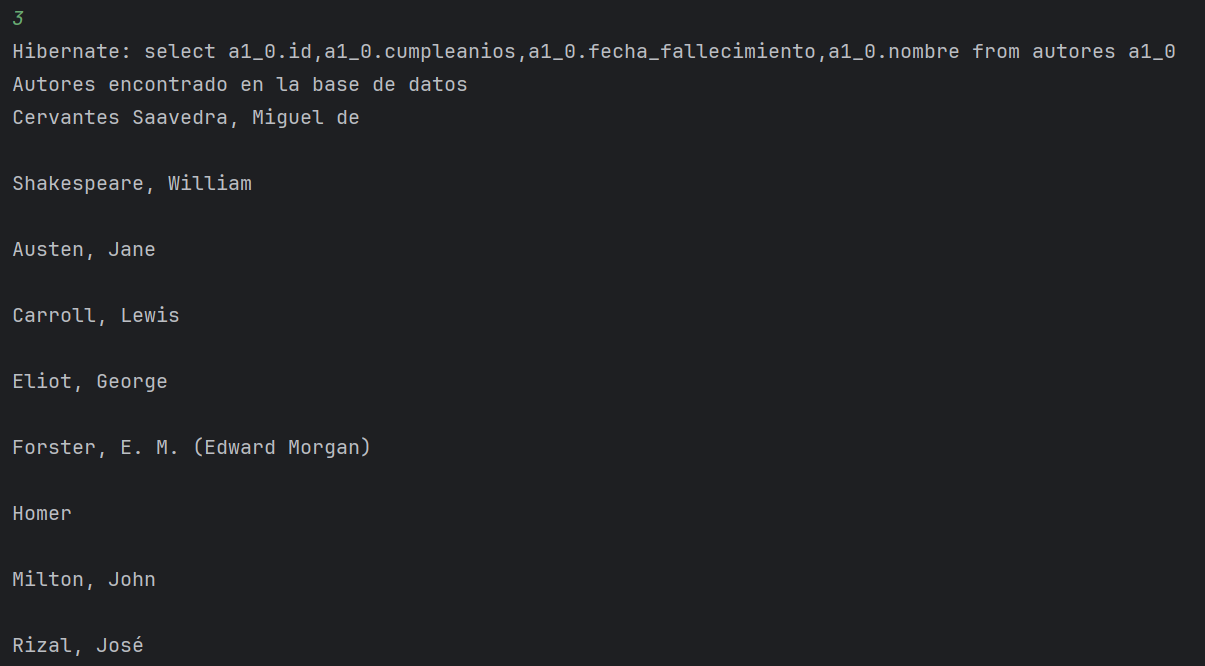 3
Hibernate: select a1_0.id,a1_0.cumpleanios,a1_0.fecha_fallecimiento,a1_0.nombre from autores a1_0
Autores encontrado en la base de datos
Cervantes Saavedra, Miguel de
Shakespeare, William
Austen, Jane
Carroll, Lewis
Eliot, George
Forster, E. M. (Edward Morgan)
Homer
Milton, John
Rizal, José